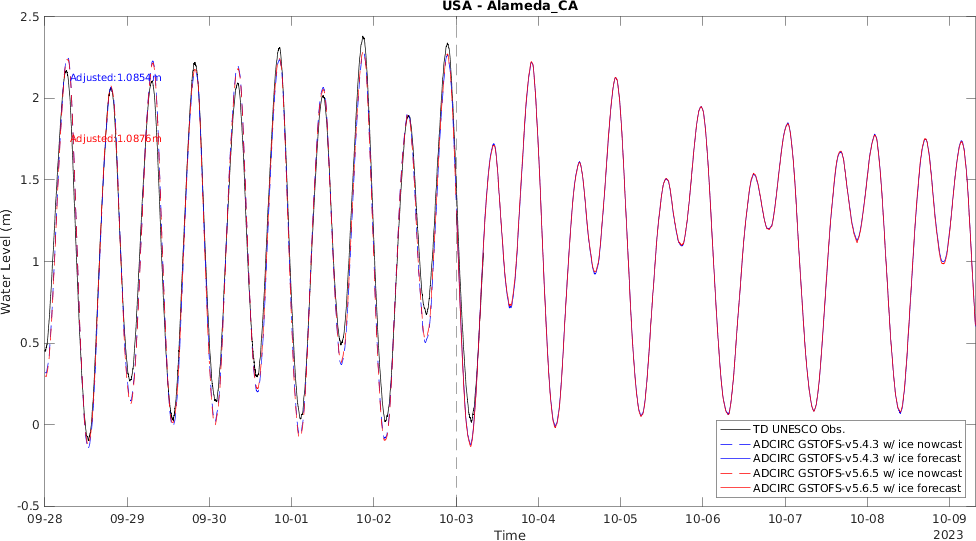 USA - Alameda_CA
2.5
2
1.5
1
0.5
0
-0.5
Water Level (m)
Adjusted:1.0854m
Adjusted:1.0876m
TD UNESCO Obs.
ADCIRC GSTOFS-v5.4.3 w/ ice nowcast
ADCIRC GSTOFS-v5.4.3 w/ ice forecast
ADCIRC GSTOFS-v5.6.5 w/ ice nowcast
ADCIRC GSTOFS-v5.6.5 w/ ice forecast
09-28 09-29 09-30 10-01 10-02 10-03 10-04 10-05 10-06 10-07 10-08 10-09
Time
2023